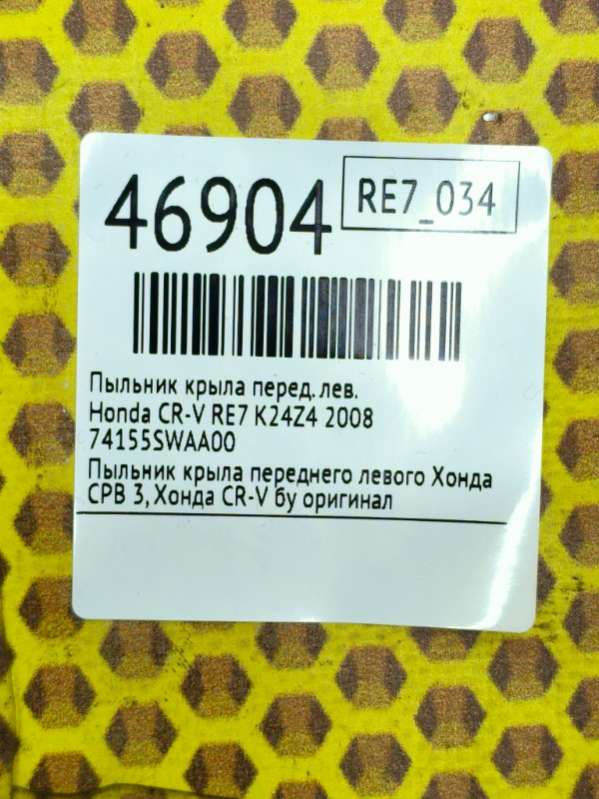 46904
RE7_034
Пыльник крыла перед. лев.
Honda CR-V RE7 K24Z4 2008
74155SWAA00
Пыльник крыла переднего левого Хонда
СРВ 3, Хонда CR-V бу оригинал